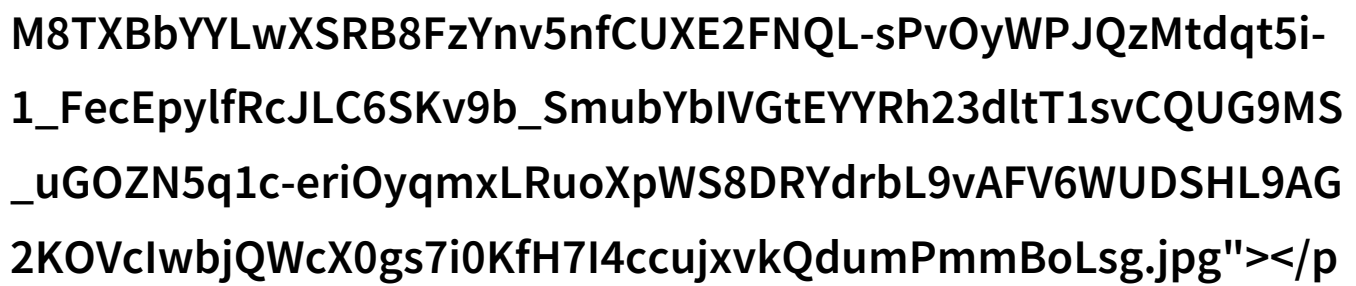 M8TXBbYYLwXSRB8FzYnv5nfCUXE2FNQL-sPvOyWPJQzMtdqt5i-
1_FecEpylfRcJLC6SKv9b_SmubYbIVGtEYYRh23dltT1svCQUG9MS
_uGOZN5q1c-eriOyqmxLRuoXpWS8DRYdrbL9vAFV6WUDSHL9AG
2KOVcIwbjQWcX0gs7i0KfH7I4ccujxvkQdumPmmBoLsg.jpg"></p